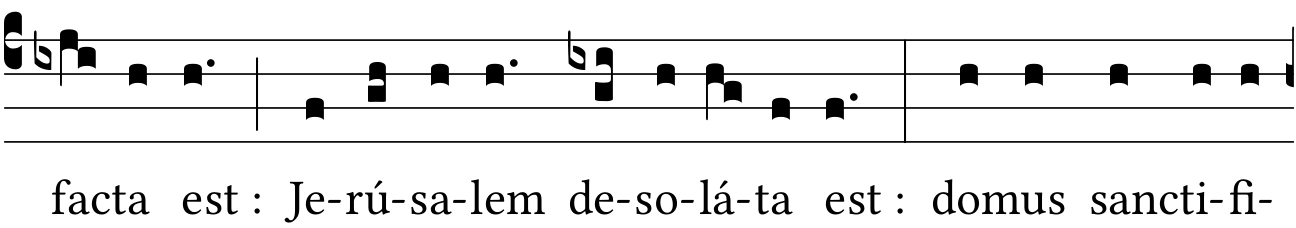 facta est : Je-rú-sa-lem de-so-lá-ta est : domus sancti-fi-